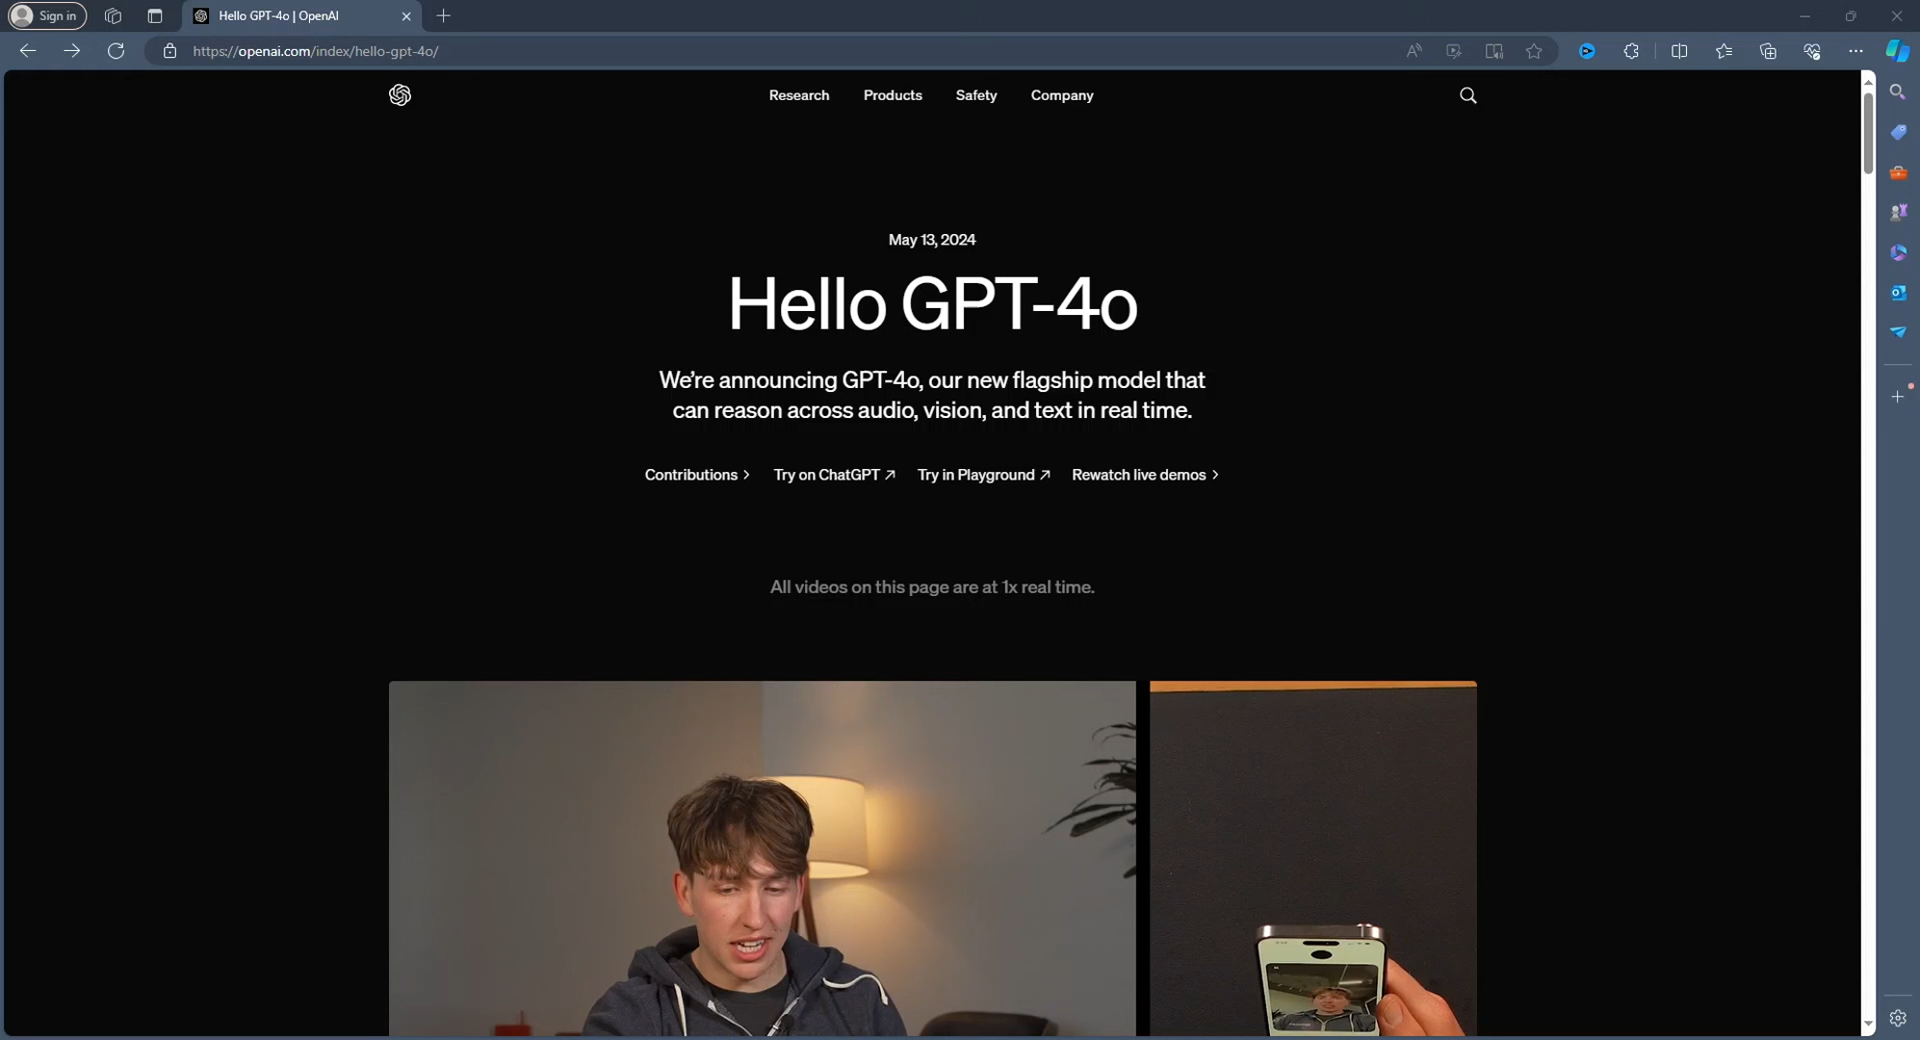 Sign in
Hello GPT-4o | OpenAI
https://openai.com/index/hello-gpt-4o/
Research Products Safety Company
May 13, 2024
Hello GPT-4o
We’re announcing GPT-4o, our new flagship model that
can reason across audio, vision, and text in real time.
Contributions Try on ChatGPT Try in Playground Rewatch live demos
All videos on this page are at 1x real time.